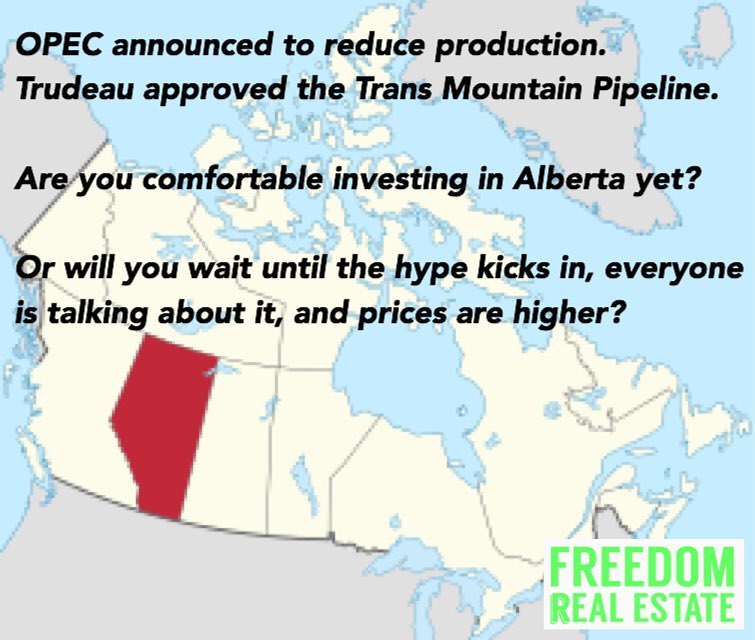 OPEC announced to reduce production.
Trudeau approved the Trans Mountain Pipeline.
Are you comfortable investing in Alberta yet?
Or will you wait until the hype kicks in, everyone
is talking about it, and prices are higher?
FREEDOM
REAL ESTATE